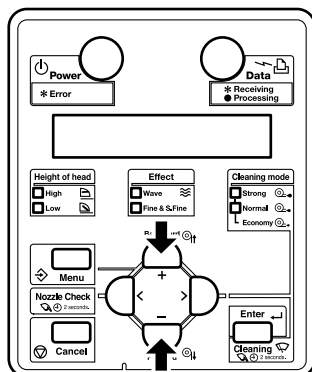 Power
Data
* Error
* Receiving
● Processing
Height of head
High
Low
Effect
Wave
Fine & S.Fine
Cleaning mode
Strong
Normal
Economy
Menu
+
< >
−
Nozzle Check
2 seconds.
Cancel
Enter
Cleaning
2 seconds.